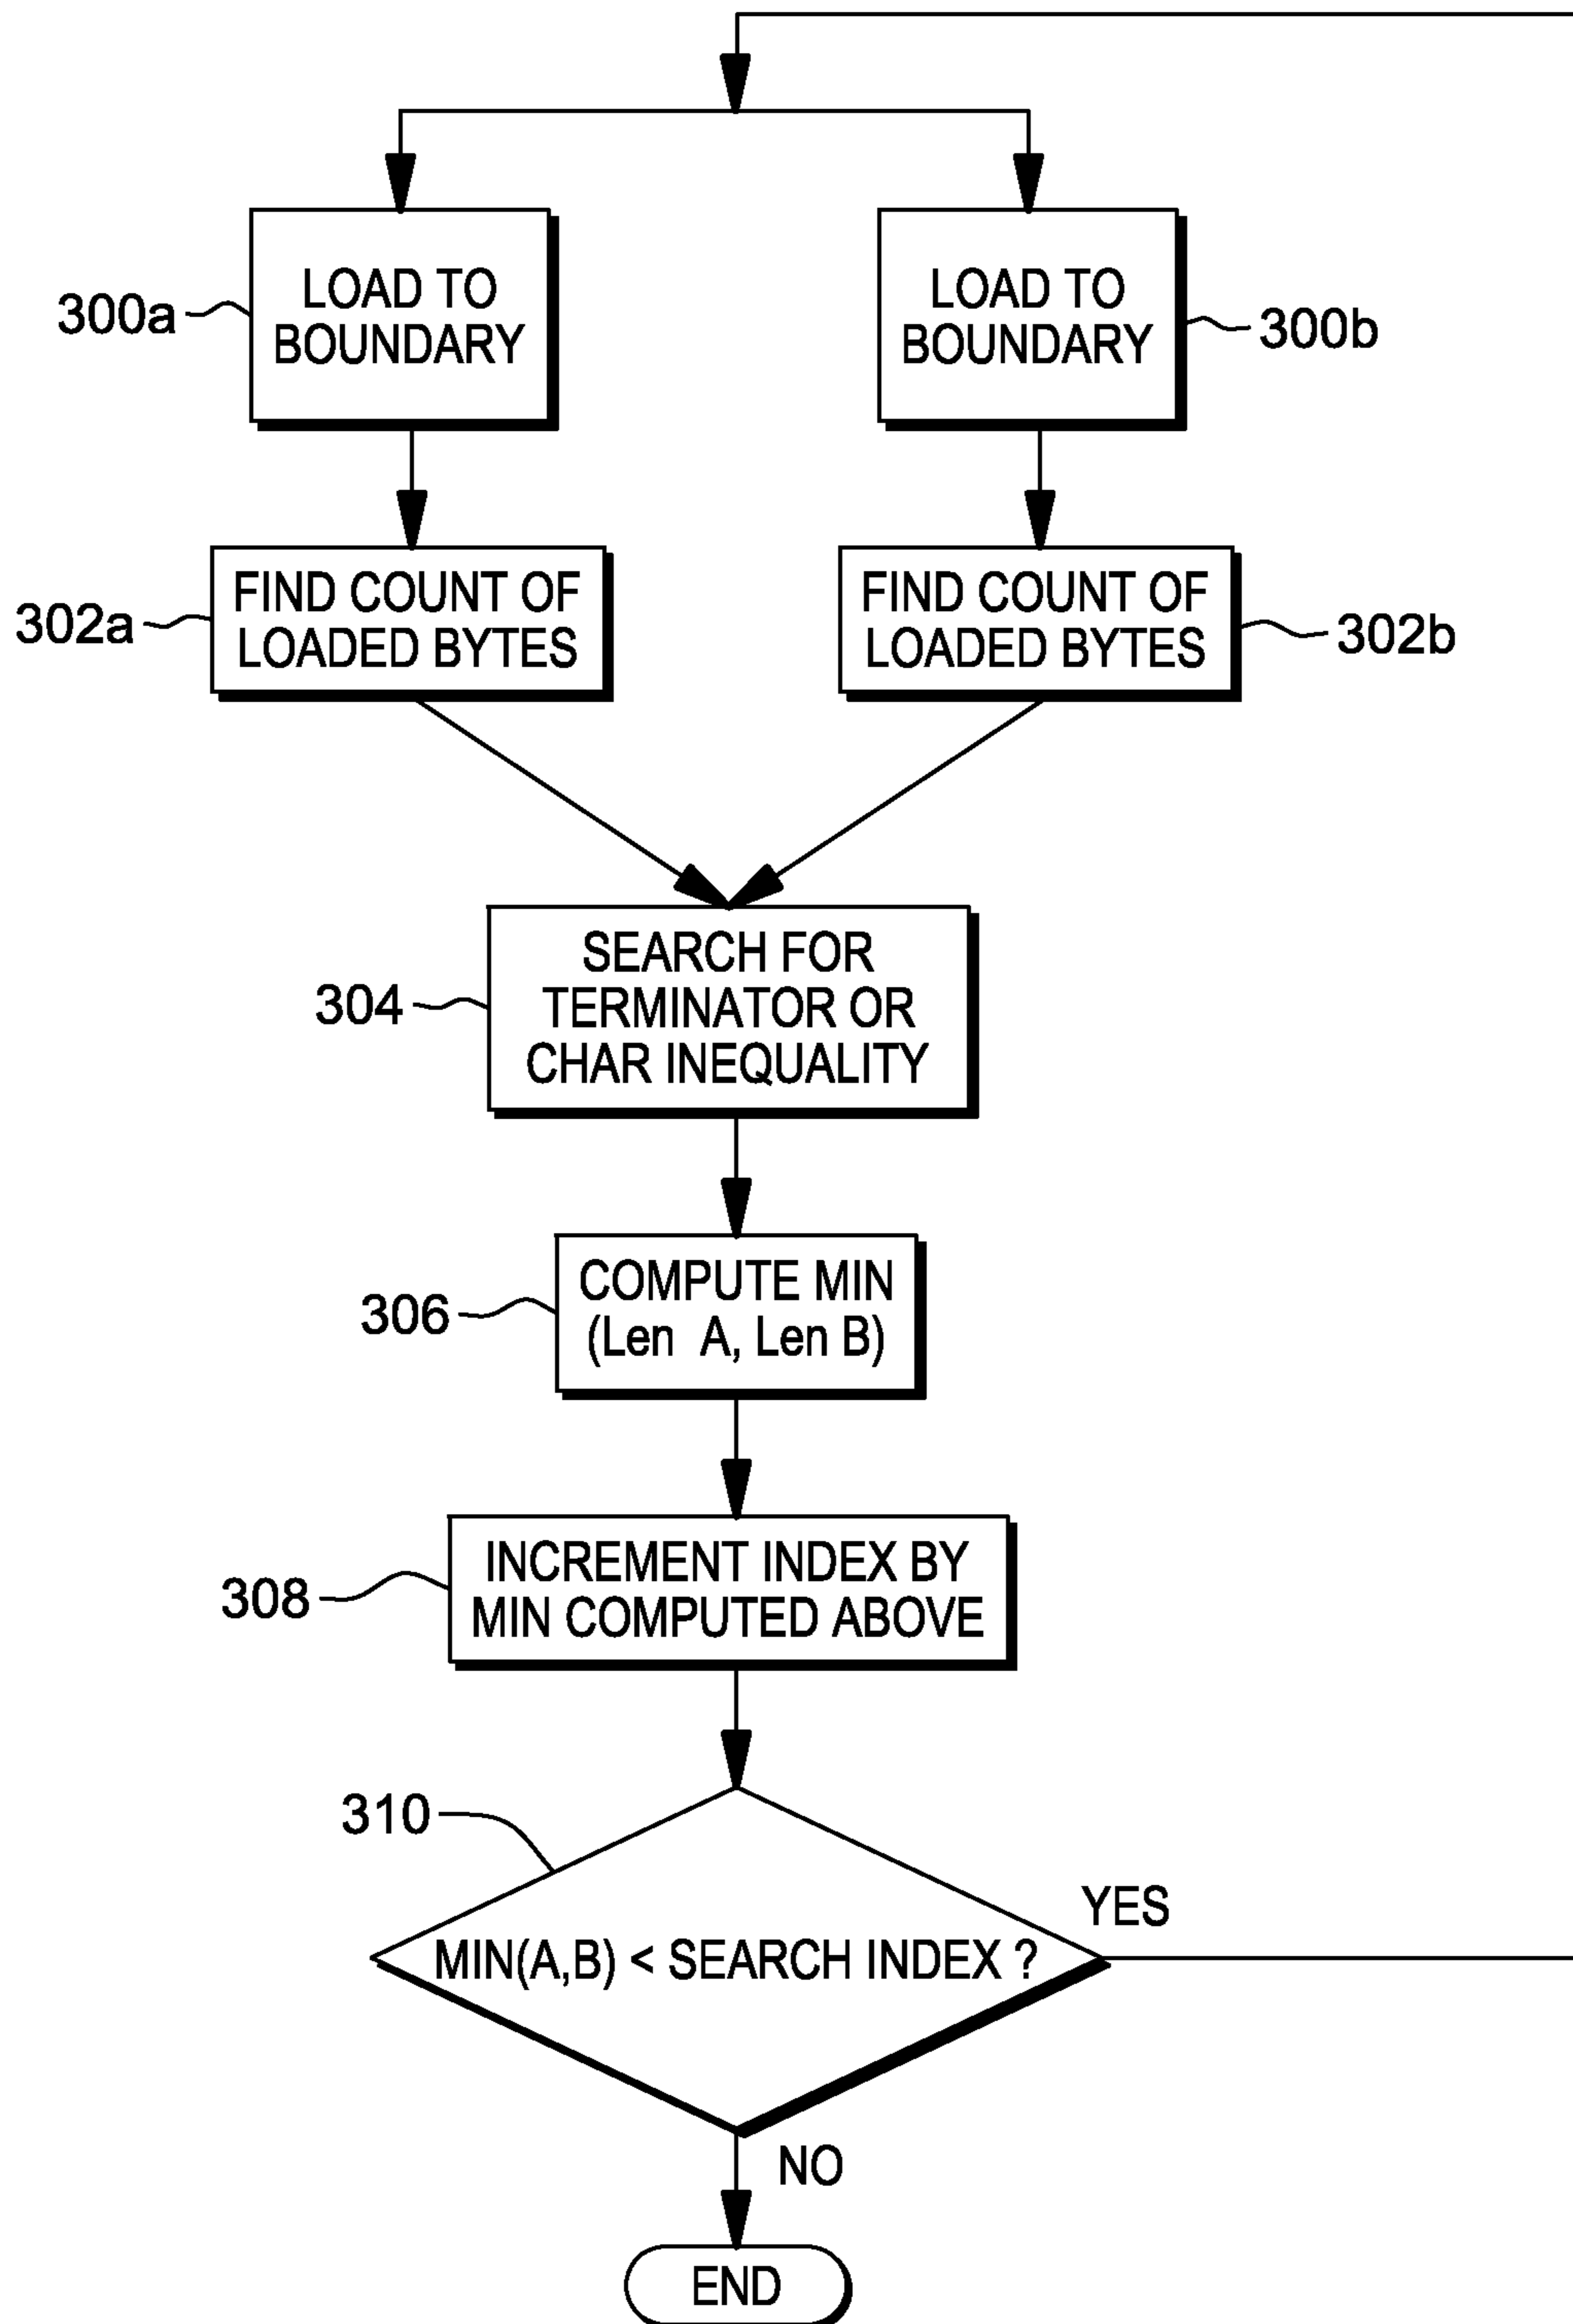 LOAD TO
BOUNDARY
300a
LOAD TO
BOUNDARY
300b
FIND COUNT OF
LOADED BYTES
302a
FIND COUNT OF
LOADED BYTES
302b
SEARCH FOR
TERMINATOR OR
CHAR INEQUALITY
304
COMPUTE MIN
(Len A, Len B)
306
INCREMENT INDEX BY
MIN COMPUTED ABOVE
308
310
MIN(A,B) < SEARCH INDEX ?
YES
NO
END